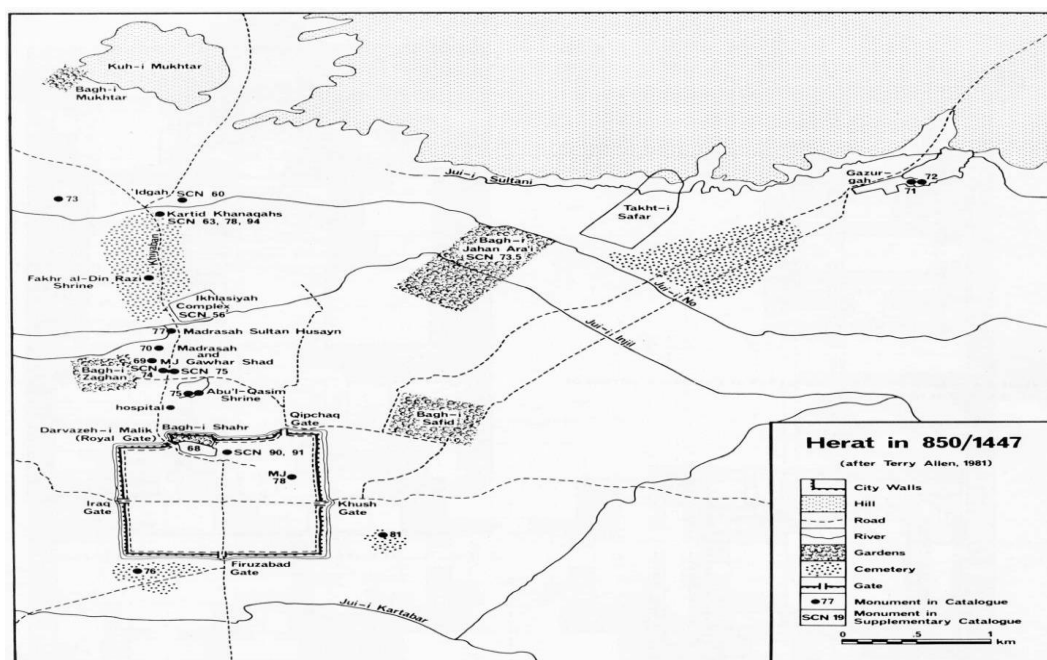 Kuh-i Mukhtar
Bagh-i
Mukhtar
73
'Idgah
SCN 60
Kartid Khanaqahs
SCN 63, 78, 94
Khiyaban
Fakhr al-Din Razi
Shrine
Ikhlasiyah
Complex
SCN 56
77
Madrasah Sultan Husayn
70
Madrasah
and
69
MJ Gawhar Shad
Bagh-i
Zaghan
SCN
74
SCN 75
75
Abu'l-Qasim
Shrine
hospital
Darvazeh-i Malik
(Royal Gate)
Bagh-i Shahr
Qipchaq
Gate
68
SCN 90, 91
MJ
78
Iraq
Gate
Khush
Gate
81
76
Firuzabad
Gate
Jui-i Kartabar
Jui-i Sultani
Takht-i
Safar
Gazur-
gah
72
71
Bagh-i
Jahan Ara'i
SCN 73.5
Jui-i No
Jui-i Injil
Bagh-i
Safid
Herat in 850/1447
(after Terry Allen, 1981)
City Walls
Hill
Road
River
Gardens
Cemetery
Gate
77 Monument in Catalogue
SCN 19 Monument in
Supplementary Catalogue
0 .5 1
km